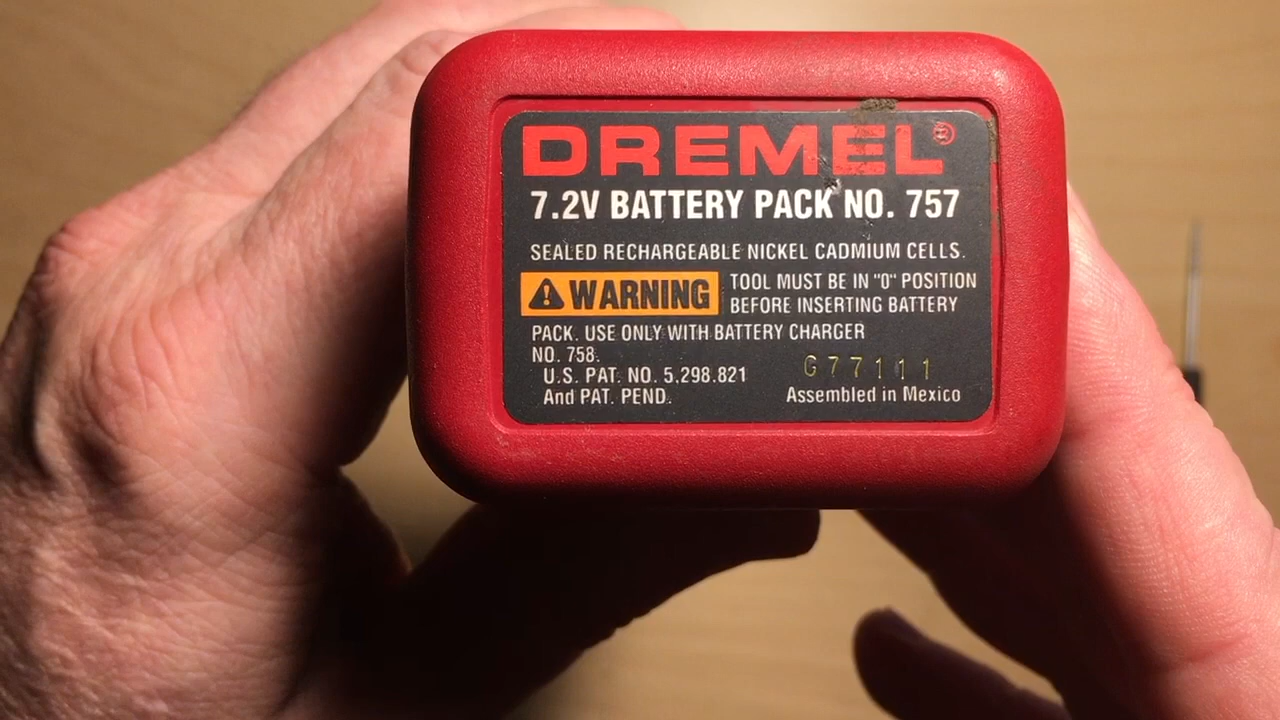 DREMEL®
7.2V BATTERY PACK NO. 757
SEALED RECHARGEABLE NICKEL CADMIUM CELLS.
WARNING TOOL MUST BE IN "0" POSITION
BEFORE INSERTING BATTERY
PACK. USE ONLY WITH BATTERY CHARGER
NO. 758.
U.S. PAT. NO. 5.298.821
And PAT. PEND.
G77111
Assembled in Mexico